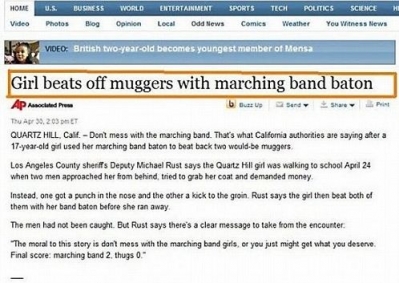 HOME U.S. BUSINESS WORLD ENTERTAINMENT SPORTS TECH POLITICS SCIENCE
Video Photos Blog Opinion Local Odd News Comics Weather You Witness News
VIDEO: British two-year-old becomes youngest member of Mensa
Girl beats off muggers with marching band baton
AP Associated Press
Buzz Up Send Share Print
Thu Apr 30, 2:03 pm ET
QUARTZ HILL, Calif. – Don't mess with the marching band. That's what California authorities are saying after a
17-year-old girl used her marching band baton to beat back two would-be muggers.
Los Angeles County sheriff's Deputy Michael Rust says the Quartz Hill girl was walking to school April 24
when two men approached her from behind, tried to grab her coat and demanded money.
Instead, one got a punch in the nose and the other a kick to the groin. Rust says the girl then beat both of
them with her band baton before she ran away.
The men had not been caught. But Rust says there's a clear message to take from the encounter:
"The moral to this story is don't mess with the marching band girls, or you just might get what you deserve.
Final score: marching band 2, thugs 0."